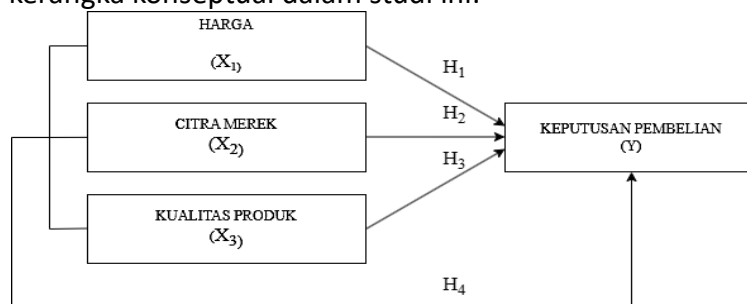 kerangka konseptual dalam studi ini:
HARGA
(X₁)
H₁
CITRA MEREK
(X₂)
H₂
KEPUTUSAN PEMBELIAN
(Y)
H₃
KUALITAS PRODUK
(X₃)
H₄